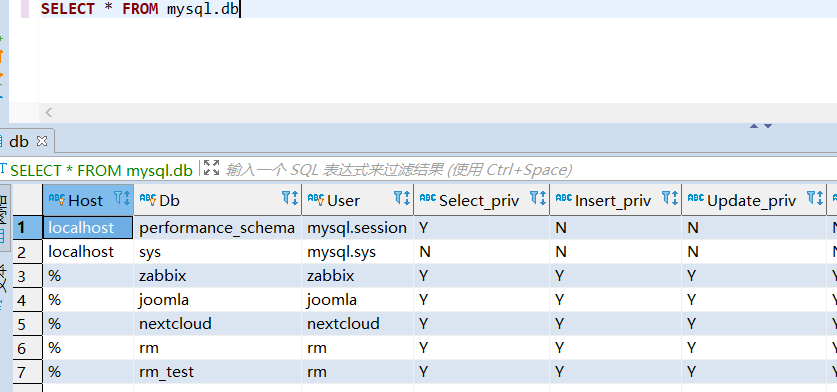 SELECT * FROM mysql.db
db
SELECT * FROM mysql.db 输入一个 SQL 表达式来过滤结果 (使用 Ctrl+Space)
Host Db User Select_priv Insert_priv Update_priv
1 localhost performance_schema mysql.session Y N N
2 localhost sys mysql.sys N N N
3 % zabbix zabbix Y Y Y
4 % joomla joomla Y Y Y
5 % nextcloud nextcloud Y Y Y
6 % rm rm Y Y Y
7 % rm_test rm Y Y Y